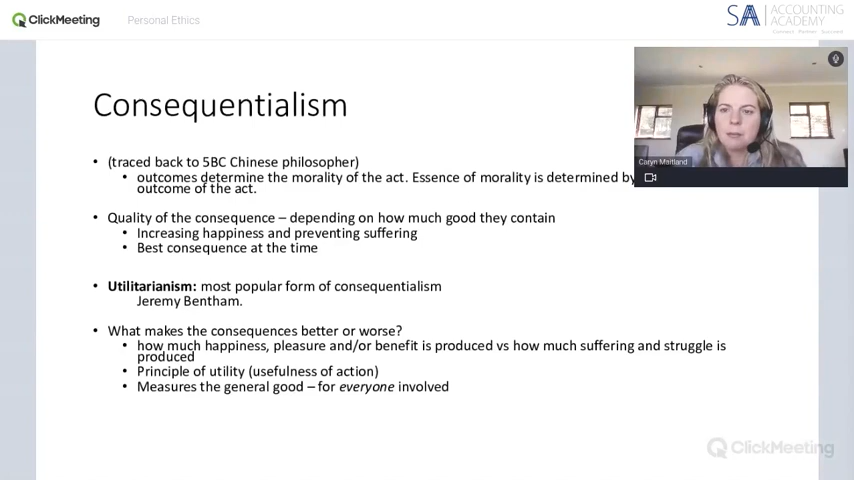 ClickMeeting
Personal Ethics
SAA ACCOUNTING
ACADEMY
Connect Partner Succeed
Consequentialism
Caryn Maitland
• (traced back to 5BC Chinese philosopher)
• outcomes determine the morality of the act. Essence of morality is determined by
outcome of the act.
• Quality of the consequence – depending on how much good they contain
• Increasing happiness and preventing suffering
• Best consequence at the time
• Utilitarianism: most popular form of consequentialism
Jeremy Bentham.
• What makes the consequences better or worse?
• how much happiness, pleasure and/or benefit is produced vs how much suffering and struggle is
produced
• Principle of utility (usefulness of action)
• Measures the general good – for everyone involved
ClickMeeting